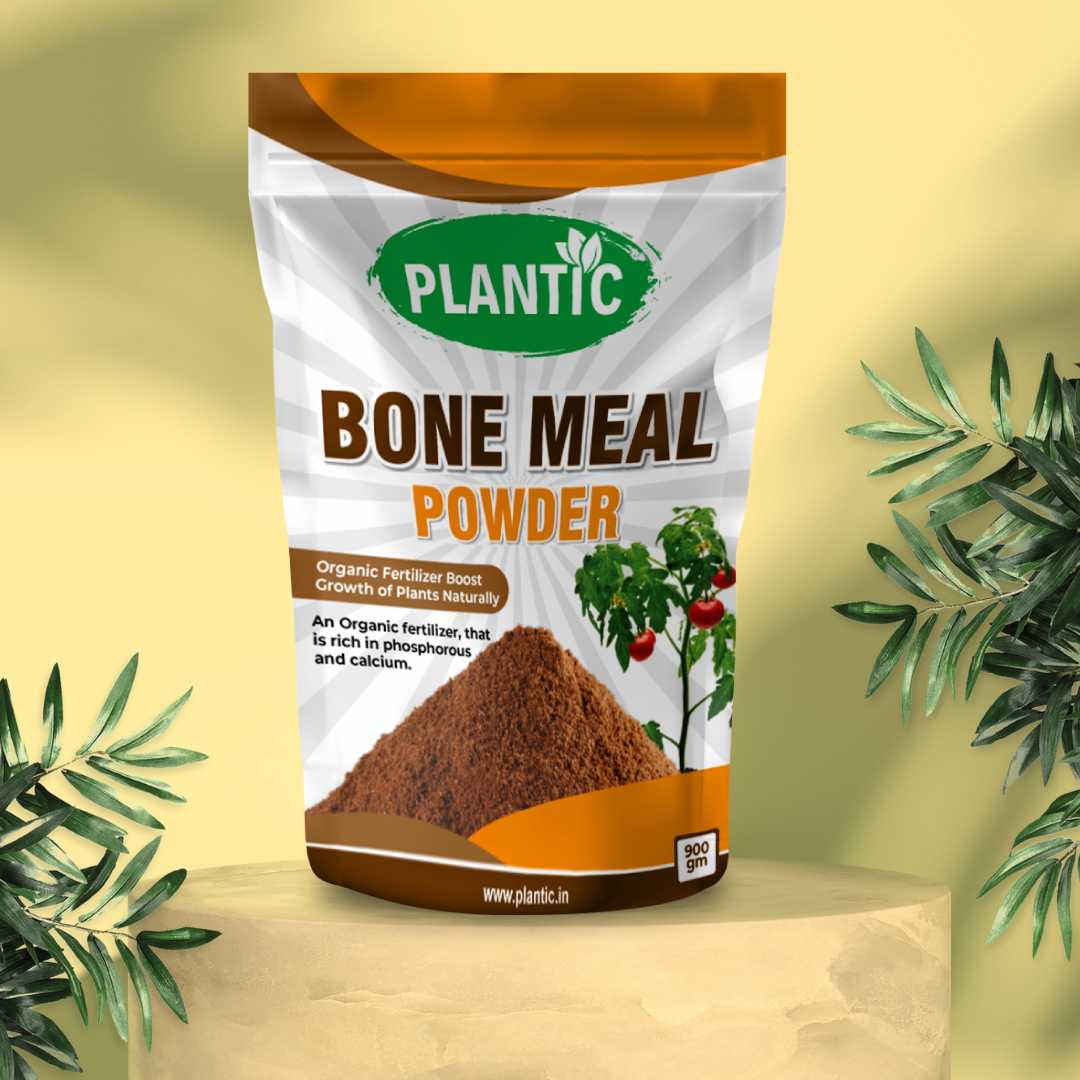 PLANTIC
BONE MEAL
POWDER
Organic Fertilizer Boost
Growth of Plants Naturally
An Organic fertilizer, that
is rich in phosphorous
and calcium.
900
gm
www.plantic.in